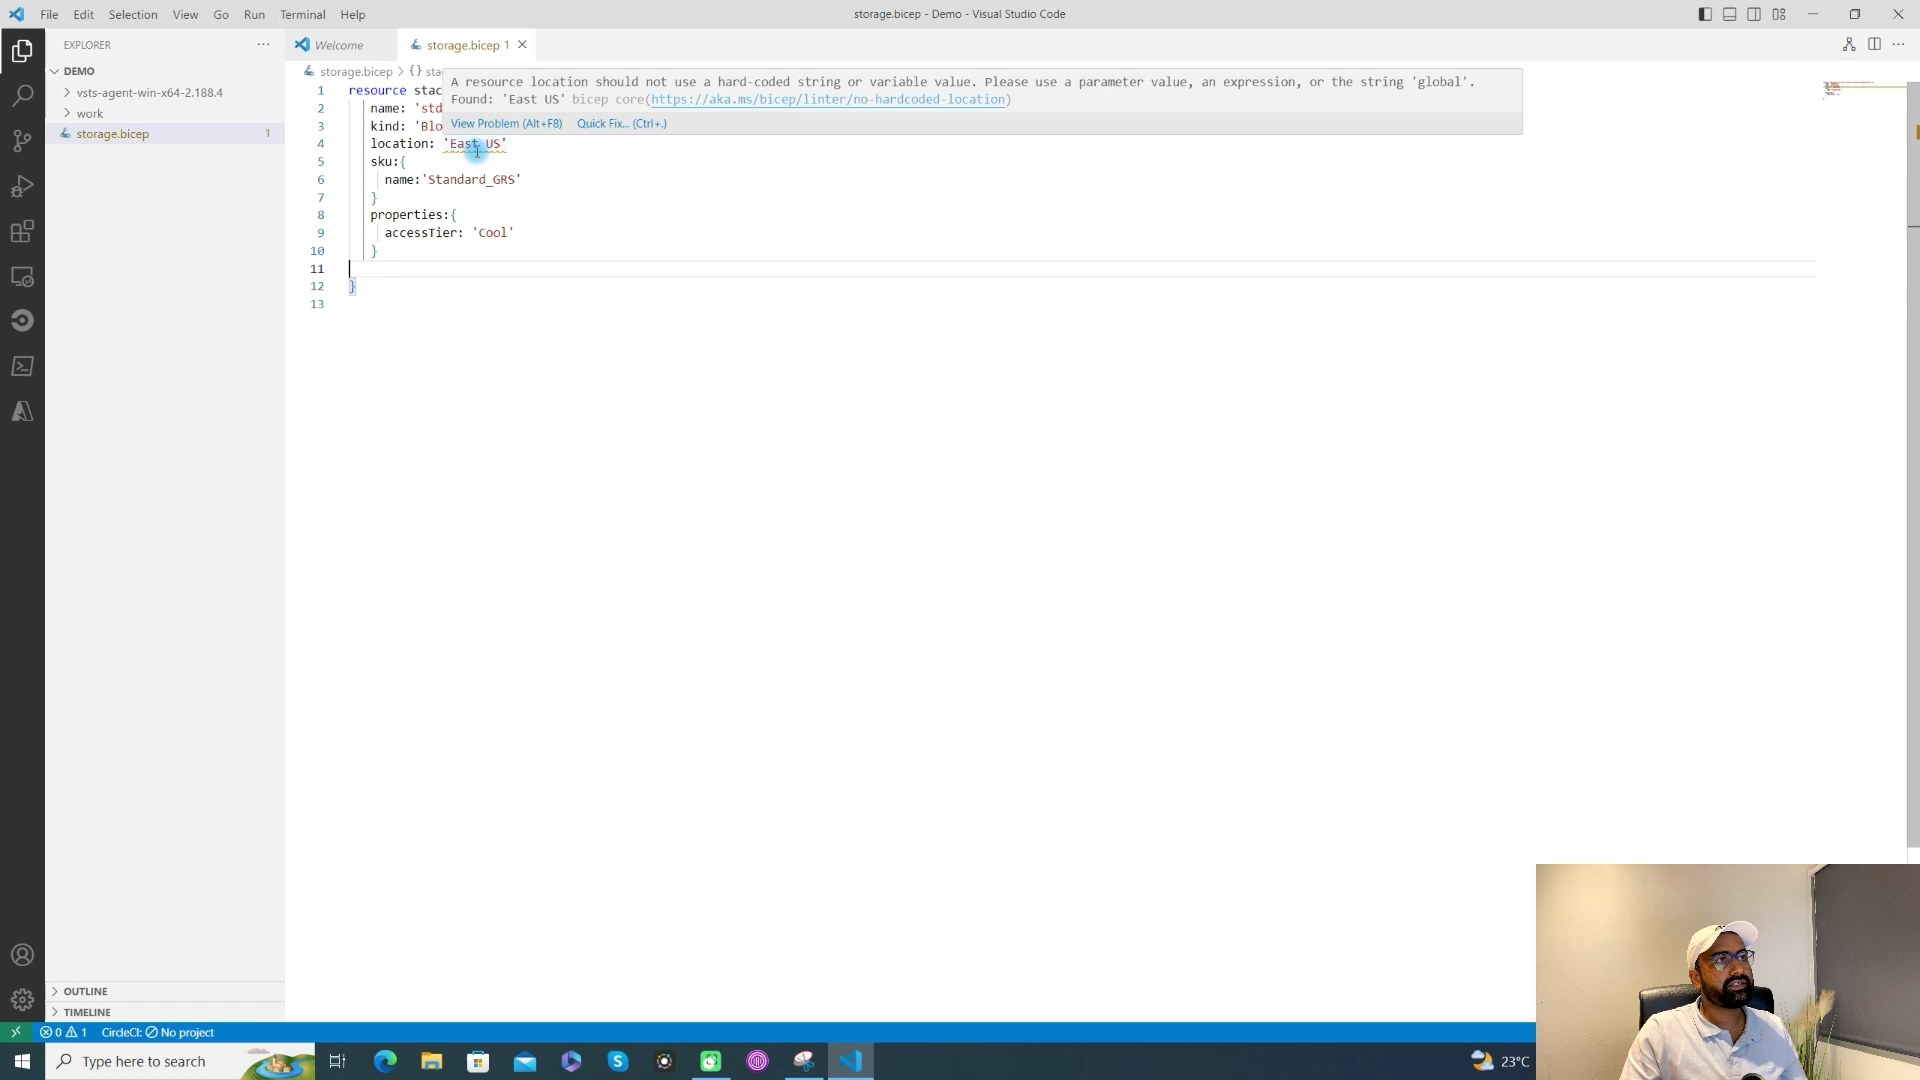 File Edit Selection View Go Run Terminal Help
storage.bicep - Demo - Visual Studio Code
EXPLORER
DEMO
vsts-agent-win-x64-2.188.4
work
storage.bicep 1
OUTLINE
TIMELINE
Welcome
storage.bicep 1
storage.bicep > {} sta
A resource location should not use a hard-coded string or variable value. Please use a parameter value, an expression, or the string 'global'.
Found: 'East US' bicep core(https://aka.ms/bicep/linter/no-hardcoded-location)
View Problem (Alt+F8) Quick Fix... (Ctrl+.)
1 resource stac
2 name: 'std
3 kind: 'Blo
4 location: 'East US'
5 sku:{
6 name:'Standard_GRS'
7 }
8 properties:{
9 accessTier: 'Cool'
10 }
11
12 }
13
0 1 CircleCI: No project
Type here to search
23°C